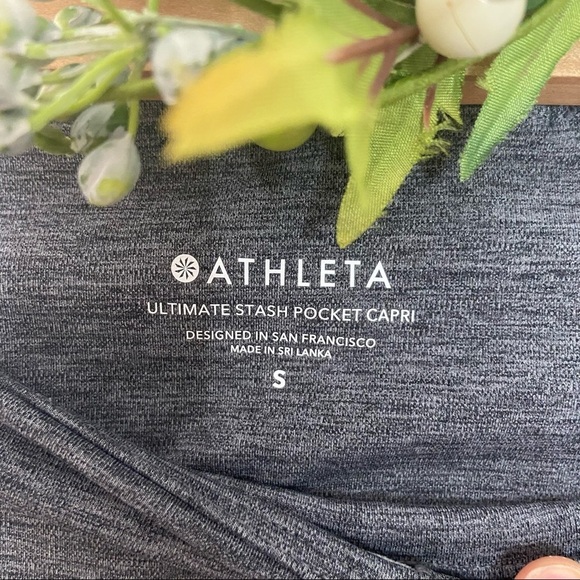 ATHLETA
ULTIMATE STASH POCKET CAPRI
DESIGNED IN SAN FRANCISCO
MADE IN SRI LANKA
S